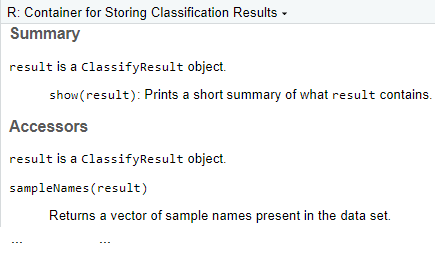 R: Container for Storing Classification Results
Summary
result is a ClassifyResult object.
show(result): Prints a short summary of what result contains.
Accessors
result is a ClassifyResult object.
sampleNames(result)
Returns a vector of sample names present in the data set.
... ...